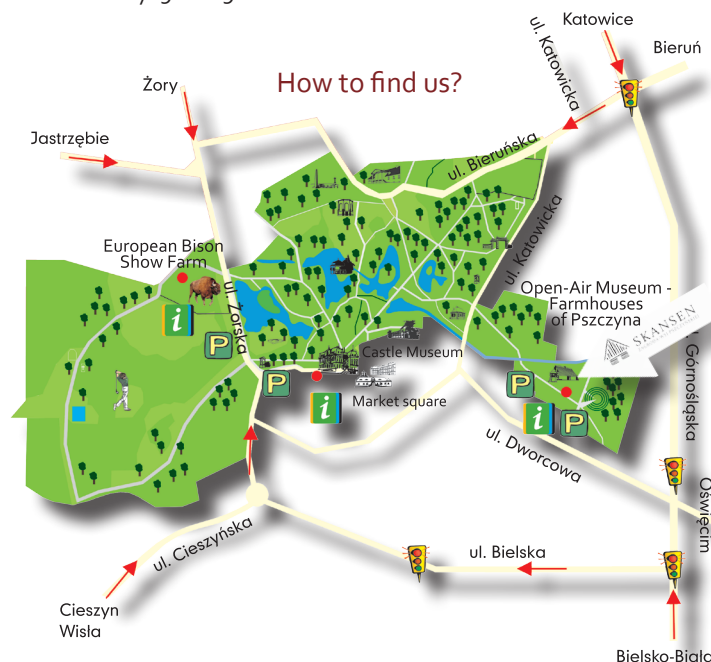 Katowice
Bieruń
ul. Katowicka
How to find us?
Żory
Jastrzębie
ul. Bieruńska
ul. Katowicka
European Bison
Show Farm
ul. Żorska
Open-Air Museum -
Farmhouses
of Pszczyna
SKANSEN
i
P
Castle Museum
P
Market square
i
P
i
P
Górnośląska
ul. Dworcowa
Oświęcim
ul. Cieszyńska
ul. Bielska
Cieszyn
Wisła
Bielsko-Biała